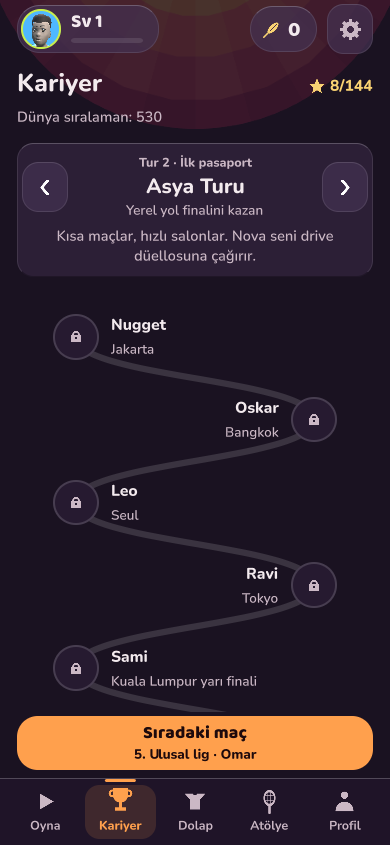 Sv 1
0
Kariyer
8/144
Dünya sıralaman: 530
Tur 2 · İlk pasaport
Asya Turu
Yerel yol finalini kazan
Kısa maçlar, hızlı salonlar. Nova seni drive
düellosuna çağırır.
Nugget
Jakarta
Oskar
Bangkok
Leo
Seul
Ravi
Tokyo
Sami
Kuala Lumpur yarı finali
Sıradaki maç
5. Ulusal lig · Omar
Oyna
Kariyer
Dolap
Atölye
Profil